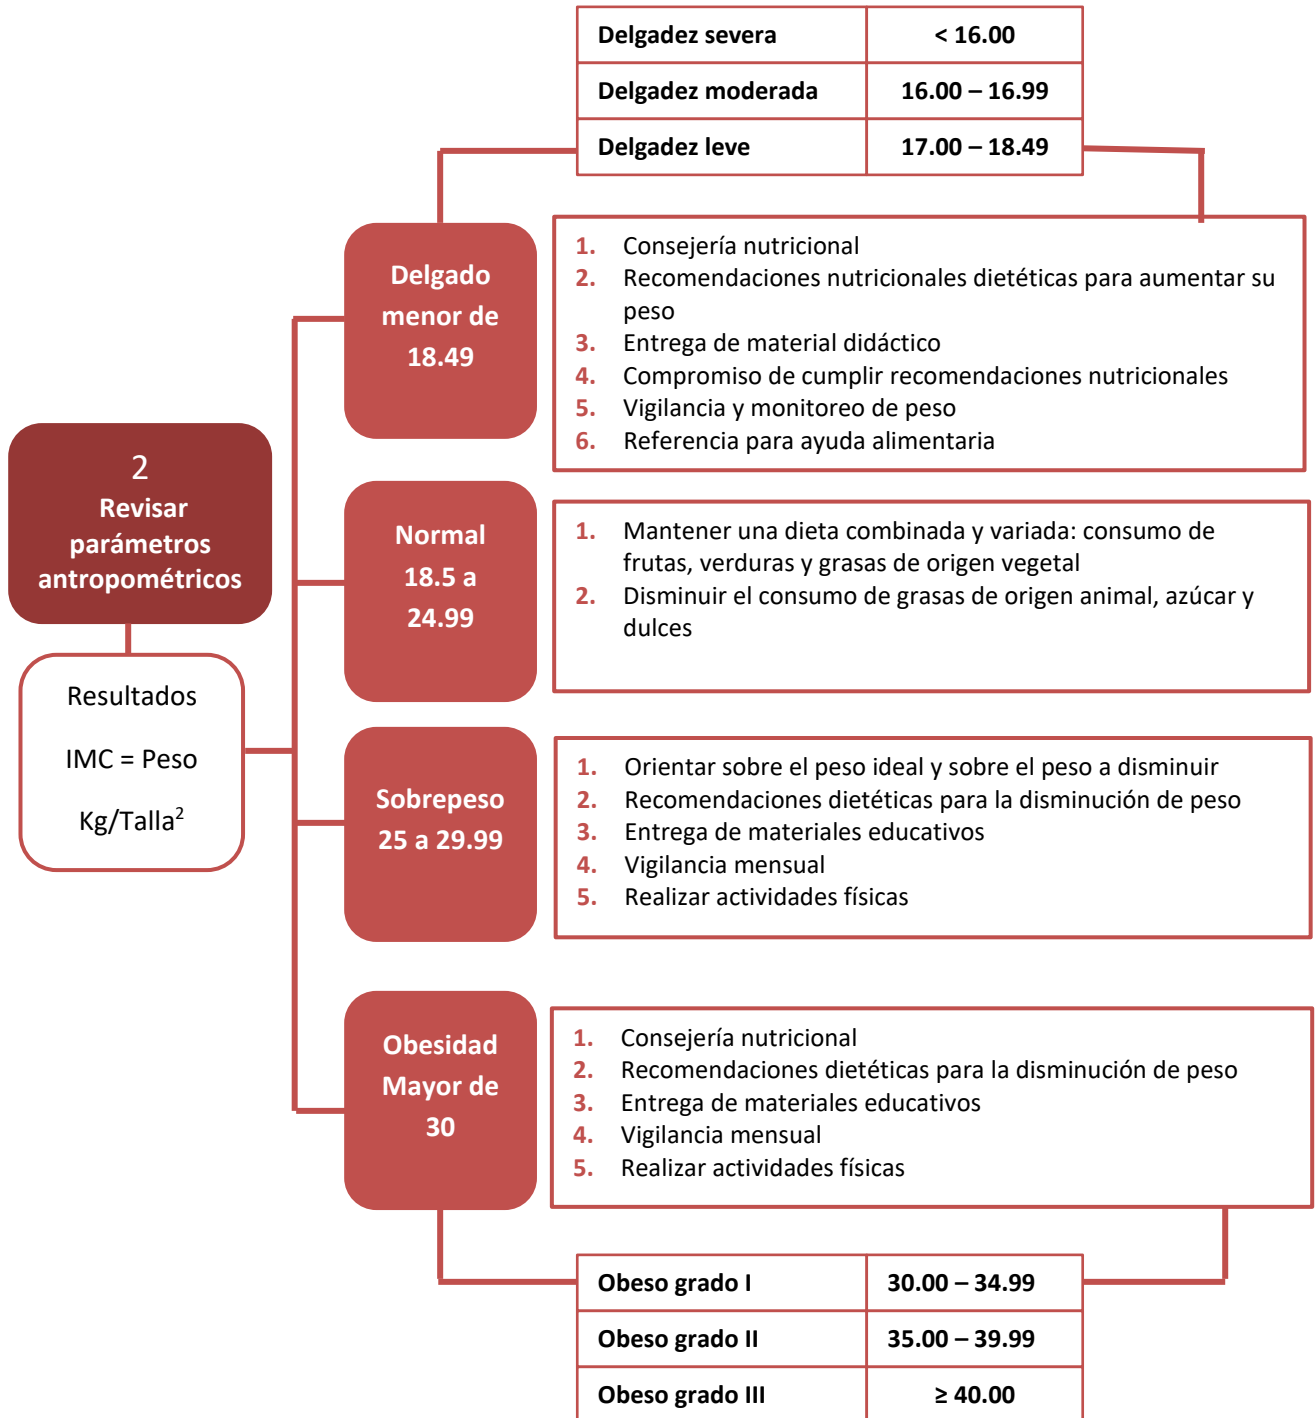 Delgadez severa < 16.00
Delgadez moderada 16.00 – 16.99
Delgadez leve 17.00 – 18.49
Delgado
menor de
18.49
1. Consejería nutricional
2. Recomendaciones nutricionales dietéticas para aumentar su
peso
3. Entrega de material didáctico
4. Compromiso de cumplir recomendaciones nutricionales
5. Vigilancia y monitoreo de peso
6. Referencia para ayuda alimentaria
2
Revisar
parámetros
antropométricos
Resultados
IMC = Peso
Kg/Talla²
Normal
18.5 a
24.99
1. Mantener una dieta combinada y variada: consumo de
frutas, verduras y grasas de origen vegetal
2. Disminuir el consumo de grasas de origen animal, azúcar y
dulces
Sobrepeso
25 a 29.99
1. Orientar sobre el peso ideal y sobre el peso a disminuir
2. Recomendaciones dietéticas para la disminución de peso
3. Entrega de materiales educativos
4. Vigilancia mensual
5. Realizar actividades físicas
Obesidad
Mayor de
30
1. Consejería nutricional
2. Recomendaciones dietéticas para la disminución de peso
3. Entrega de materiales educativos
4. Vigilancia mensual
5. Realizar actividades físicas
Obeso grado I 30.00 – 34.99
Obeso grado II 35.00 – 39.99
Obeso grado III ≥ 40.00